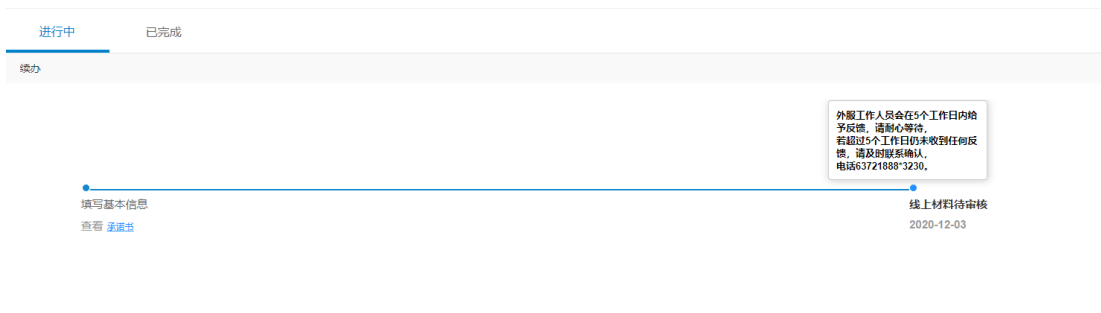 进行中 已完成
续办
外服工作人员会在5个工作日内给
予反馈，请耐心等待，
若超过5个工作日仍未收到任何反
馈，请及时联系确认，
电话63721888*3230。
填写基本信息 线上材料待审核
查看 承诺书 2020-12-03